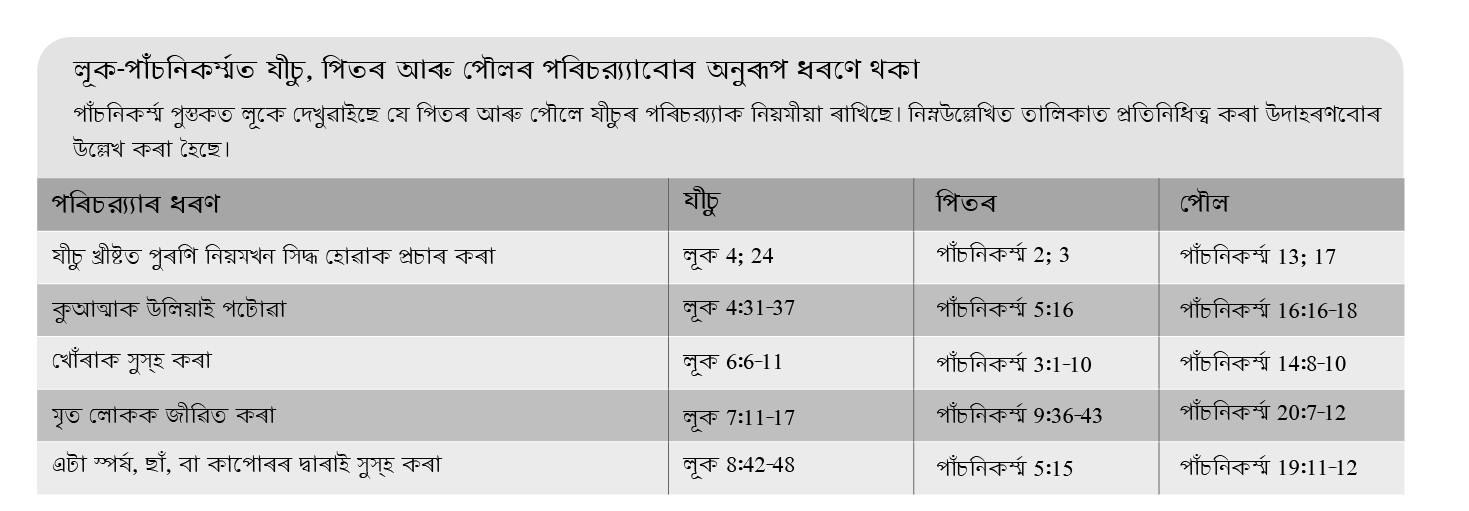 লূক-পাঁচনিকৰ্ম্মত যীচু, পিতৰ আৰু পৌলৰ পৰিচৰ‍্য্যাবোৰ অনুৰূপ ধৰণে থকা
পাঁচনিকৰ্ম্ম পুস্তকত লূকে দেখুৱাইছে যে পিতৰ আৰু পৌলে যীচুৰ পৰিচৰ‍্য্যাক নিয়মীয়া ৰাখিছে। নিম্নউল্লেখিত তালিকাত প্ৰতিনিধিত্ব কৰা উদাহৰণবোৰ
উল্লেখ কৰা হৈছে।
পৰিচৰ‍্য্যাৰ ধৰণ যীচু পিতৰ পৌল
যীচু খ্ৰীষ্টত পুৰণি নিয়মখন সিদ্ধ হোৱাক প্ৰচাৰ কৰা লূক 4; 24 পাঁচনিকৰ্ম্ম 2; 3 পাঁচনিকৰ্ম্ম 13; 17
কুআত্মাক উলিয়াই পটোৱা লূক 4:31-37 পাঁচনিকৰ্ম্ম 5:16 পাঁচনিকৰ্ম্ম 16:16-18
খোঁৰাক সুস্হ কৰা লূক 6:6-11 পাঁচনিকৰ্ম্ম 3:1-10 পাঁচনিকৰ্ম্ম 14:8-10
মৃত লোকক জীৱিত কৰা লূক 7:11-17 পাঁচনিকৰ্ম্ম 9:36-43 পাঁচনিকৰ্ম্ম 20:7-12
এটা স্পৰ্ষ, ছাঁ, বা কাপোৰৰ দ্বাৰাই সুস্হ কৰা লূক 8:42-48 পাঁচনিকৰ্ম্ম 5:15 পাঁচনিকৰ্ম্ম 19:11-12